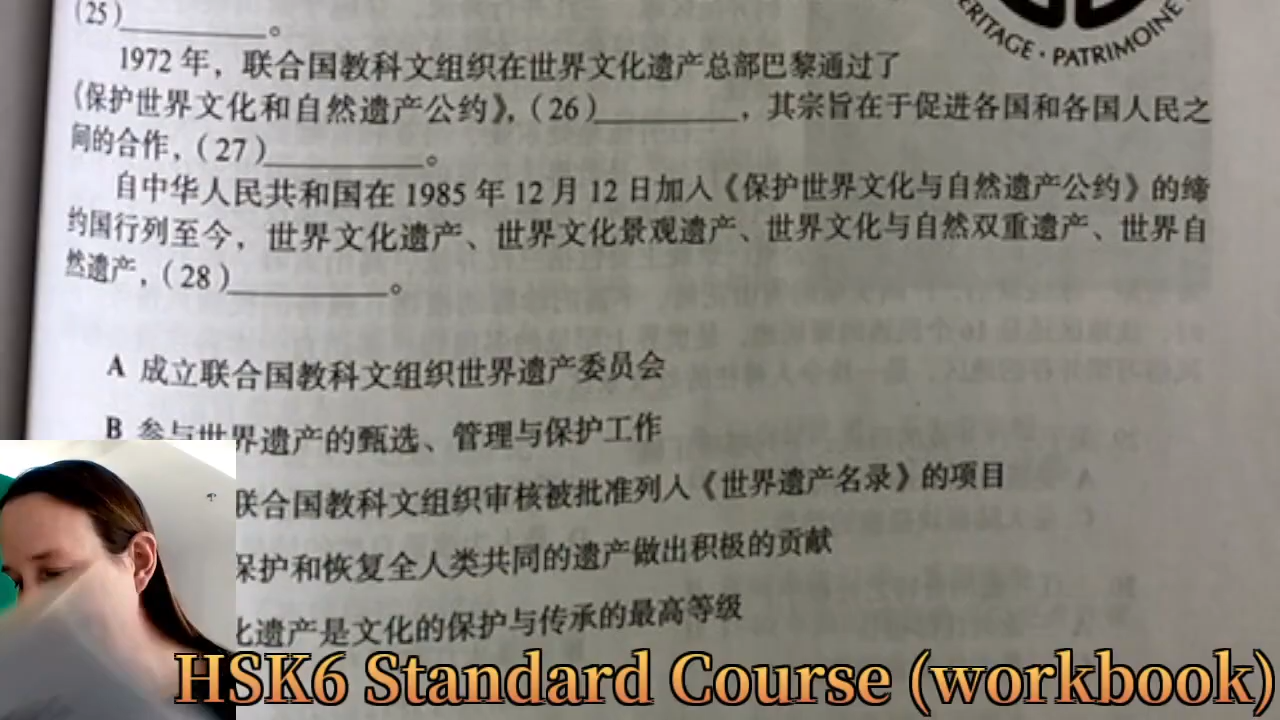 (25)____________。
ERITAGE · PATRIMOINE
1972 年，联合国教科文组织在世界文化遗产总部巴黎通过了
《保护世界文化和自然遗产公约》，(26)____________，其宗旨在于促进各国和各国人民之
间的合作，(27)____________。
自中华人民共和国在 1985 年 12 月 12 日加入《保护世界文化与自然遗产公约》的缔
约国行列至今，世界文化遗产、世界文化景观遗产、世界文化与自然双重遗产、世界自
然遗产，(28)____________。
A 成立联合国教科文组织世界遗产委员会
B 参与世界遗产的甄选、管理与保护工作
联合国教科文组织审核被批准列入《世界遗产名录》的项目
保护和恢复全人类共同的遗产做出积极的贡献
化遗产是文化的保护与传承的最高等级
HSK6 Standard Course (workbook)